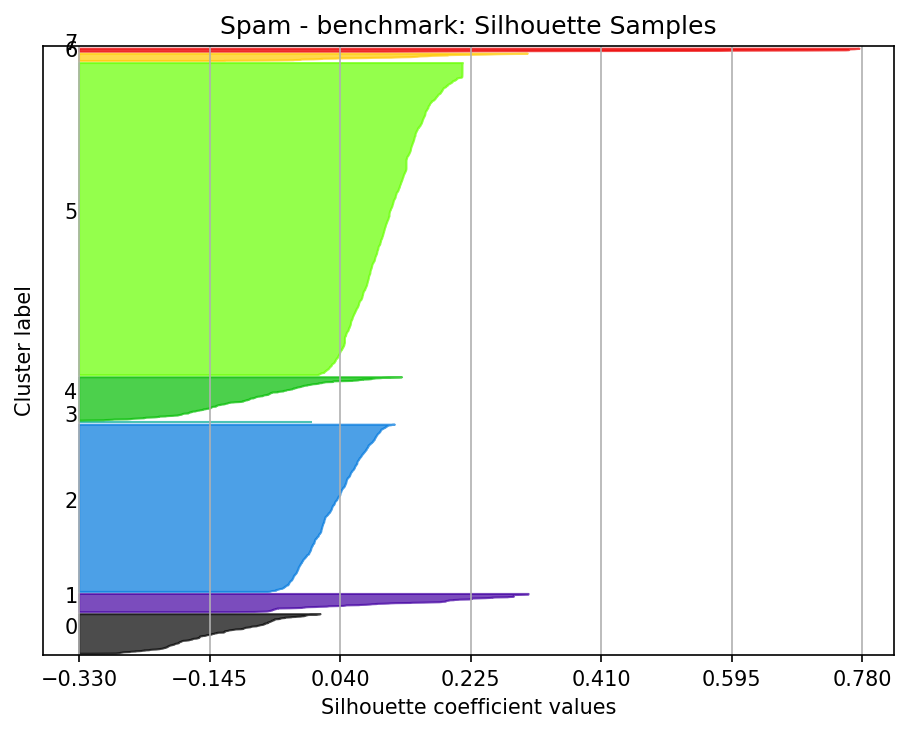 Spam - benchmark: Silhouette Samples
7
6
5
4
3
2
1
0
Cluster label
−0.330 −0.145 0.040 0.225 0.410 0.595 0.780
Silhouette coefficient values